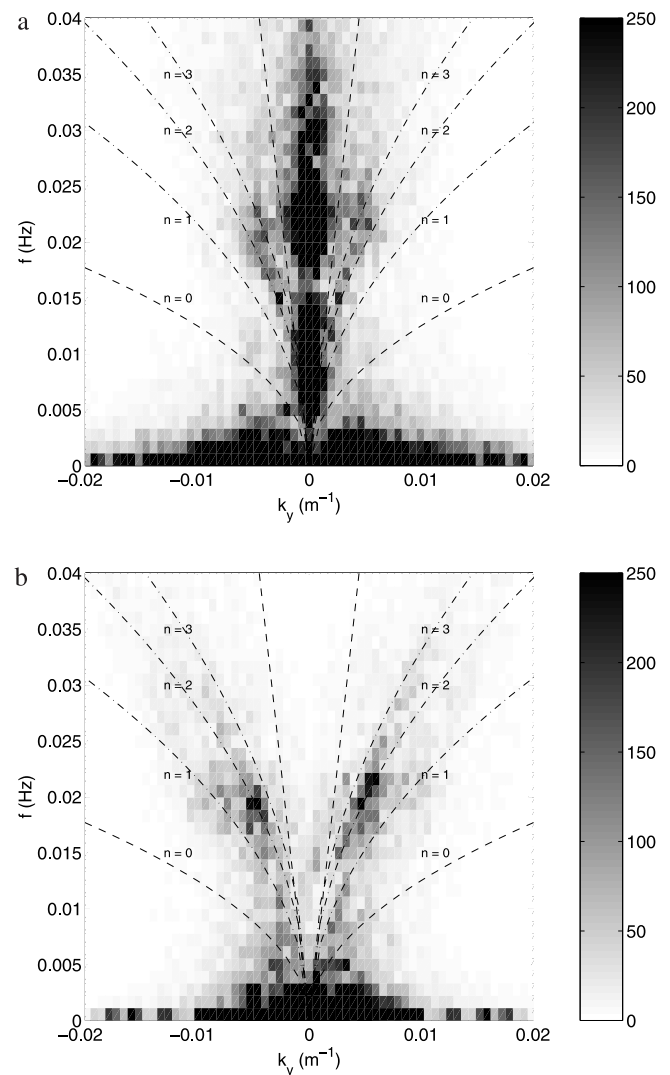 a
0.04
0.035
0.03
0.025
0.02
0.015
0.01
0.005
0
f (Hz)
n = 3
n = 3
n = 2
n = 2
n = 1
n = 1
n = 0
n = 0
−0.02
−0.01
0
0.01
0.02
k_y (m⁻¹)
250
200
150
100
50
0
b
0.04
0.035
0.03
0.025
0.02
0.015
0.01
0.005
0
f (Hz)
n = 3
n = 3
n = 2
n = 2
n = 1
n = 1
n = 0
n = 0
−0.02
−0.01
0
0.01
0.02
k_y (m⁻¹)
250
200
150
100
50
0